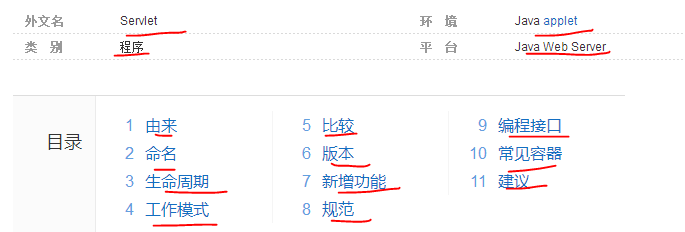 外文名 Servlet 环 境 Java applet
类 别 程序 平 台 Java Web Server
目录
1 由来 5 比较 9 编程接口
2 命名 6 版本 10 常见容器
3 生命周期 7 新增功能 11 建议
4 工作模式 8 规范